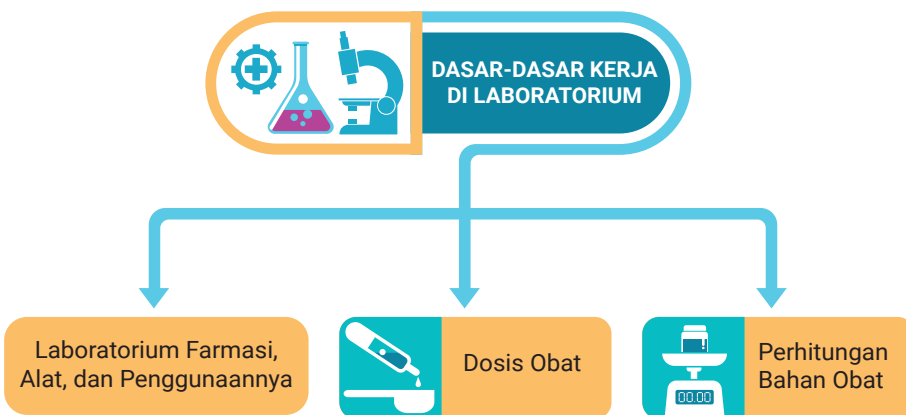 DASAR-DASAR KERJA
DI LABORATORIUM
Laboratorium Farmasi,
Alat, dan Penggunaannya
Dosis Obat
Perhitungan
Bahan Obat
00.00